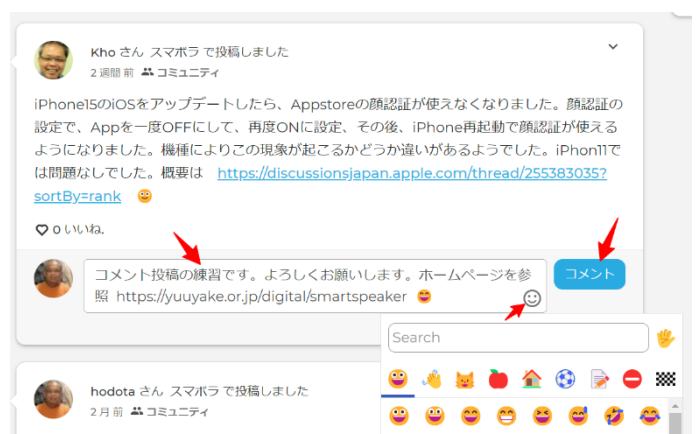 Kho さん スマボラ で投稿しました
2 週間 前 コミュニティ
iPhone15のiOSをアップデートしたら、Appstoreの顔認証が使えなくなりました。顔認証の
設定で、Appを一度OFFにして、再度ONに設定、その後、iPhone再起動で顔認証が使える
ようになりました。機種によりこの現象が起こるかどうか違いがあるようでした。iPhon11で
は問題なしでした。概要は https://discussionsjapan.apple.com/thread/255383035?
sortBy=rank
0 いいね.
コメント投稿の練習です。よろしくお願いします。ホームページを参
照 https://yuuyake.or.jp/digital/smartspeaker
コメント
Search
hodota さん スマボラ で投稿しました
2 月 前 コミュニティ